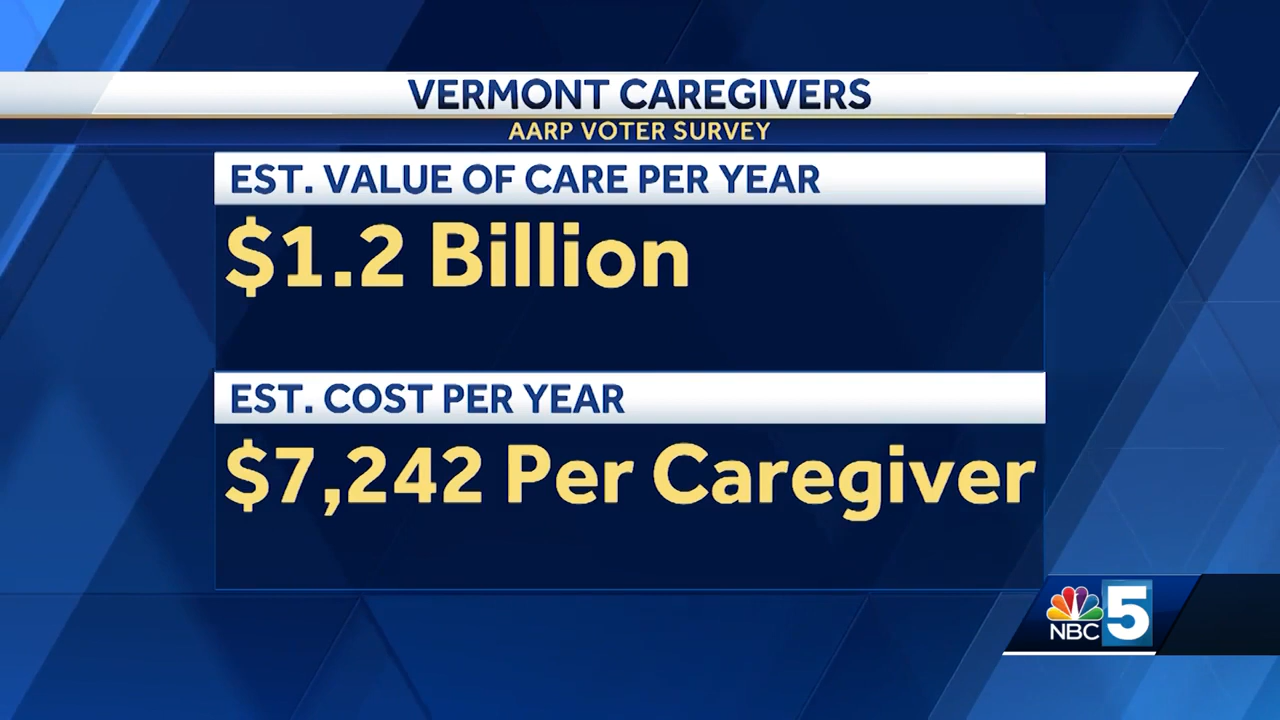 VERMONT CAREGIVERS
AARP VOTER SURVEY
EST. VALUE OF CARE PER YEAR
$1.2 Billion
EST. COST PER YEAR
$7,242 Per Caregiver
NBC 5